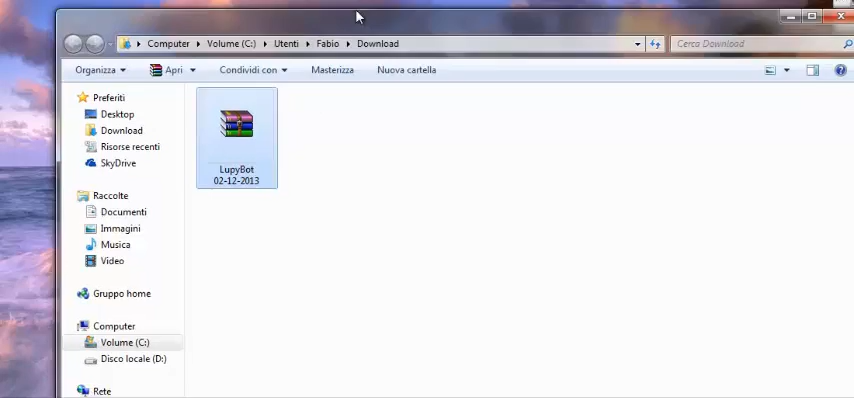 Computer Volume (C:) Utenti Fabio Download
Cerca Download
Organizza Apri Condividi con Masterizza Nuova cartella
Preferiti
Desktop
Download
Risorse recenti
SkyDrive
Raccolte
Documenti
Immagini
Musica
Video
Gruppo home
Computer
Volume (C:)
Disco locale (D:)
Rete
LupyBot
02-12-2013